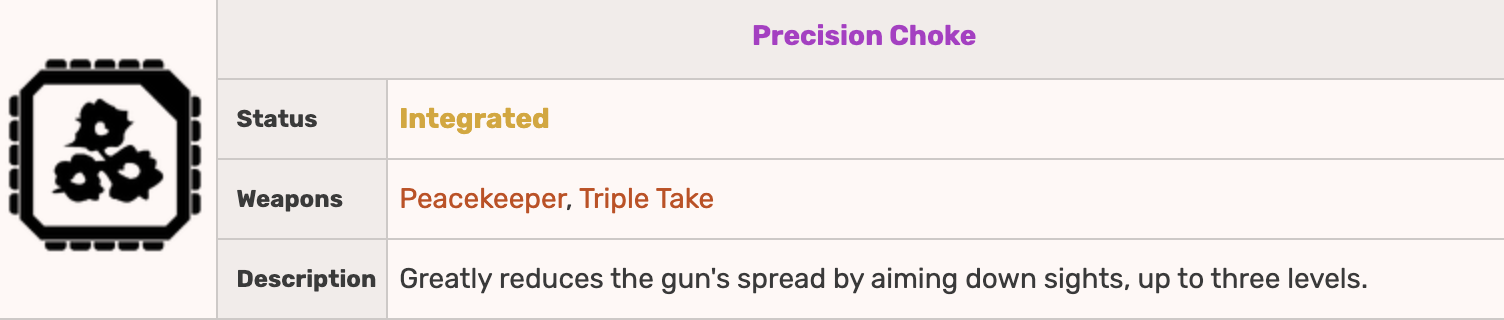 Precision Choke
Status Integrated
Weapons Peacekeeper, Triple Take
Description Greatly reduces the gun's spread by aiming down sights, up to three levels.